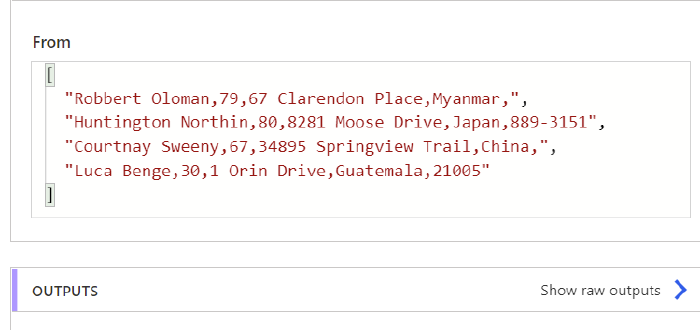 From
[
"Robbert Oloman,79,67 Clarendon Place,Myanmar,",
"Huntington Northin,80,8281 Moose Drive,Japan,889-3151",
"Courtnay Sweeny,67,34895 Springview Trail,China,",
"Luca Benge,30,1 Orin Drive,Guatemala,21005"
]
OUTPUTS Show raw outputs